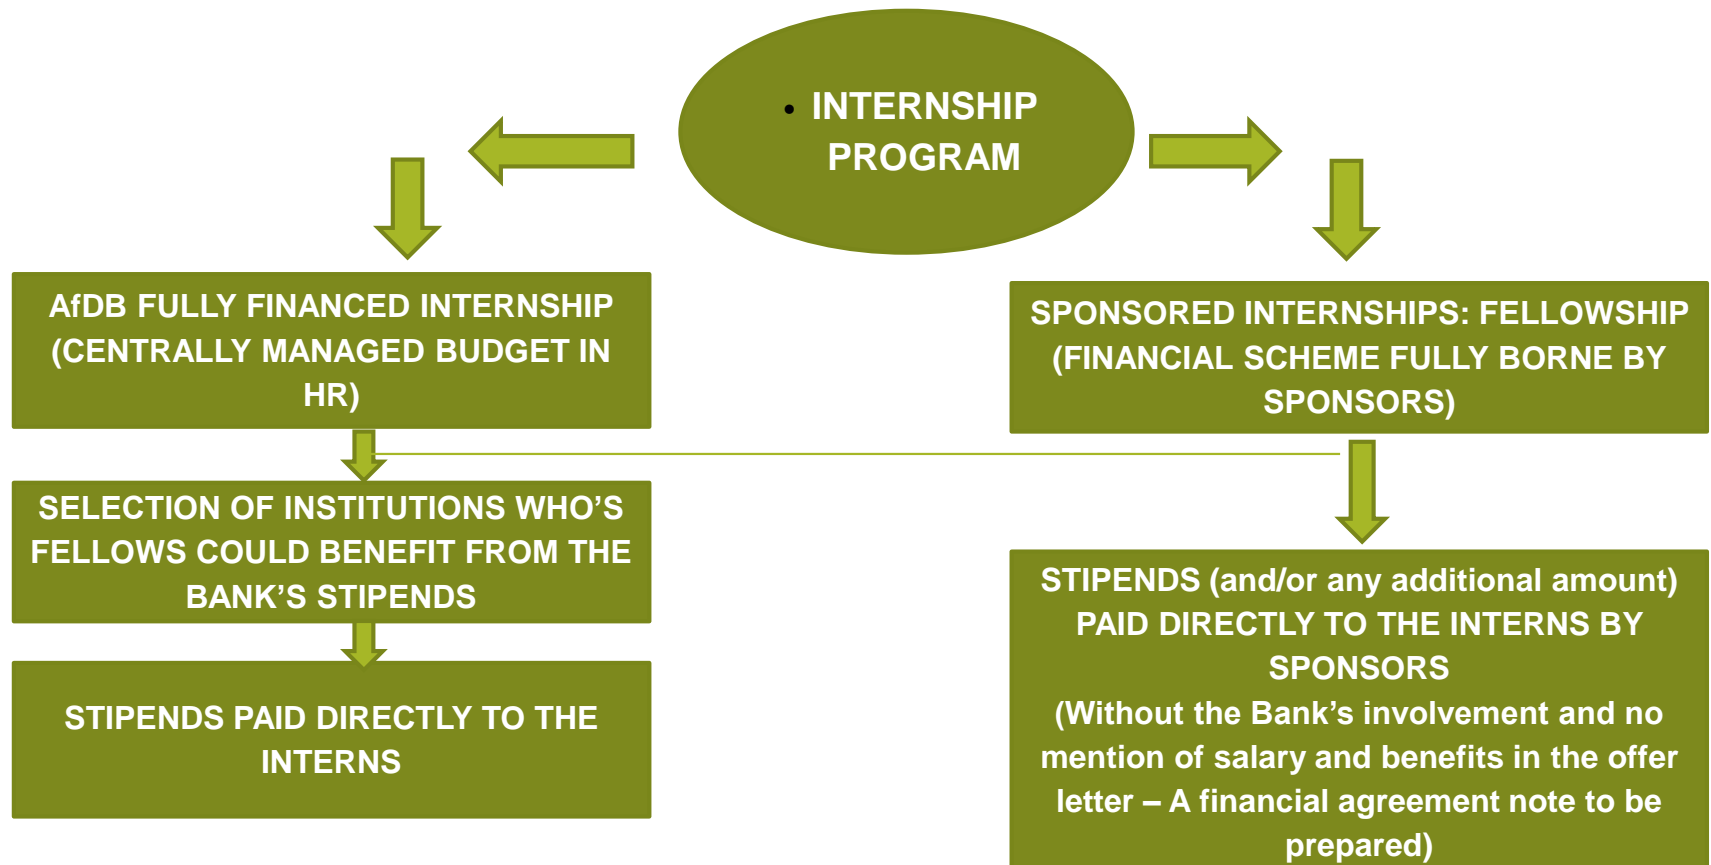 • INTERNSHIP
PROGRAM
AfDB FULLY FINANCED INTERNSHIP
(CENTRALLY MANAGED BUDGET IN
HR)
SELECTION OF INSTITUTIONS WHO’S
FELLOWS COULD BENEFIT FROM THE
BANK’S STIPENDS
STIPENDS PAID DIRECTLY TO THE
INTERNS
SPONSORED INTERNSHIPS: FELLOWSHIP
(FINANCIAL SCHEME FULLY BORNE BY
SPONSORS)
STIPENDS (and/or any additional amount)
PAID DIRECTLY TO THE INTERNS BY
SPONSORS
(Without the Bank’s involvement and no
mention of salary and benefits in the offer
letter – A financial agreement note to be
prepared)